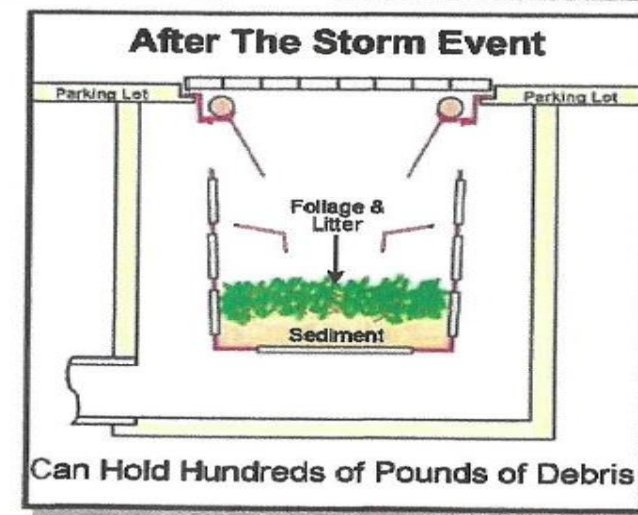 After The Storm Event
Parking Lot
Parking Lot
Foliage &
Litter
Sediment
Can Hold Hundreds of Pounds of Debris